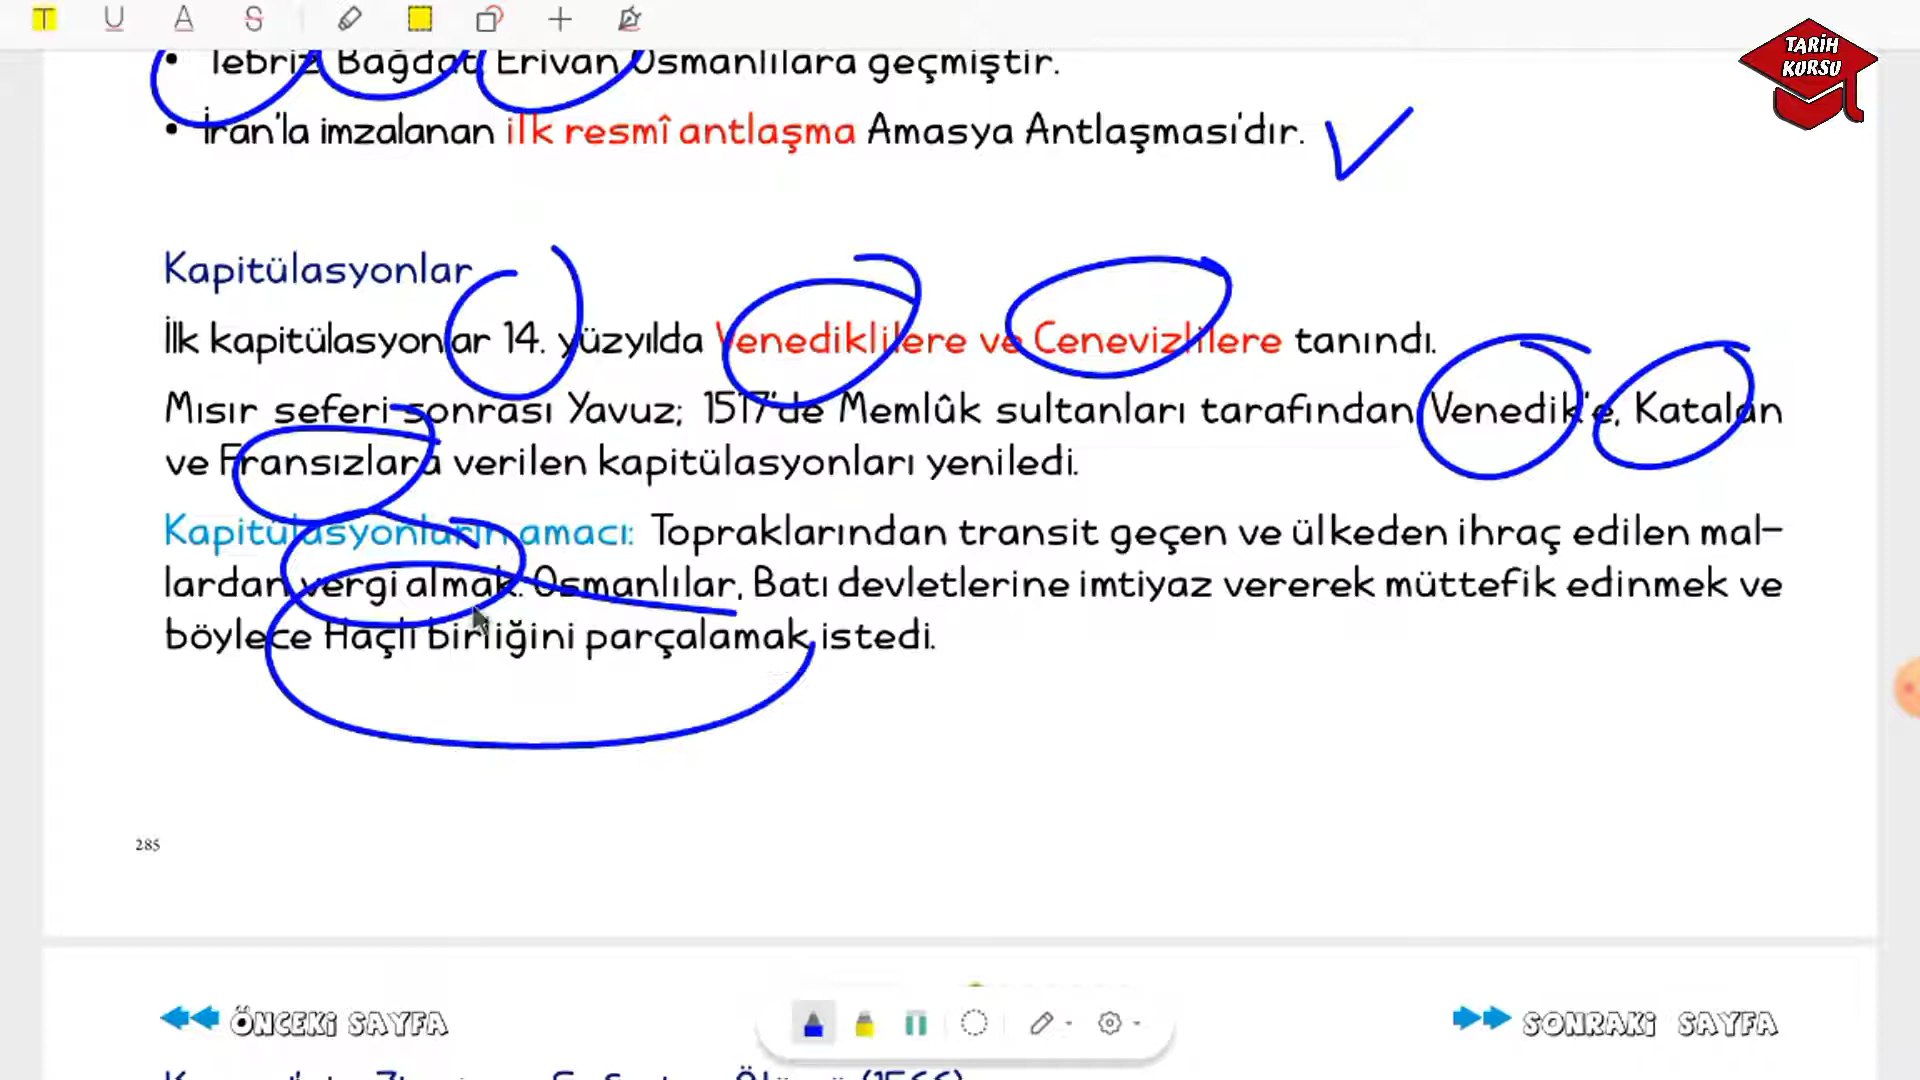 TARİH
KURSU
• Tebriz Bağdat Erivan Osmanlılara geçmiştir.
• İran'la imzalanan ilk resmî antlaşma Amasya Antlaşması'dır.
Kapitülasyonlar
İlk kapitülasyonlar 14. yüzyılda Venediklilere ve Cenevizlilere tanındı.
Mısır seferi sonrası Yavuz; 1517'de Memlûk sultanları tarafından Venedik'e, Katalan
ve Fransızlara verilen kapitülasyonları yeniledi.
Kapitülasyonların amacı: Topraklarından transit geçen ve ülkeden ihraç edilen mal-
lardan vergi almak. Osmanlılar, Batı devletlerine imtiyaz vererek müttefik edinmek ve
böylece Haçlı birliğini parçalamak istedi.
285
ÖNCEKİ SAYFA
SONRAKİ SAYFA
(1566)